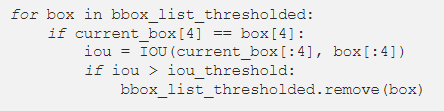 for box in bbox_list_thresholded:
    if current_box[4] == box[4]:
        iou = IOU(current_box[:4], box[:4])
        if iou > iou_threshold:
            bbox_list_thresholded.remove(box)